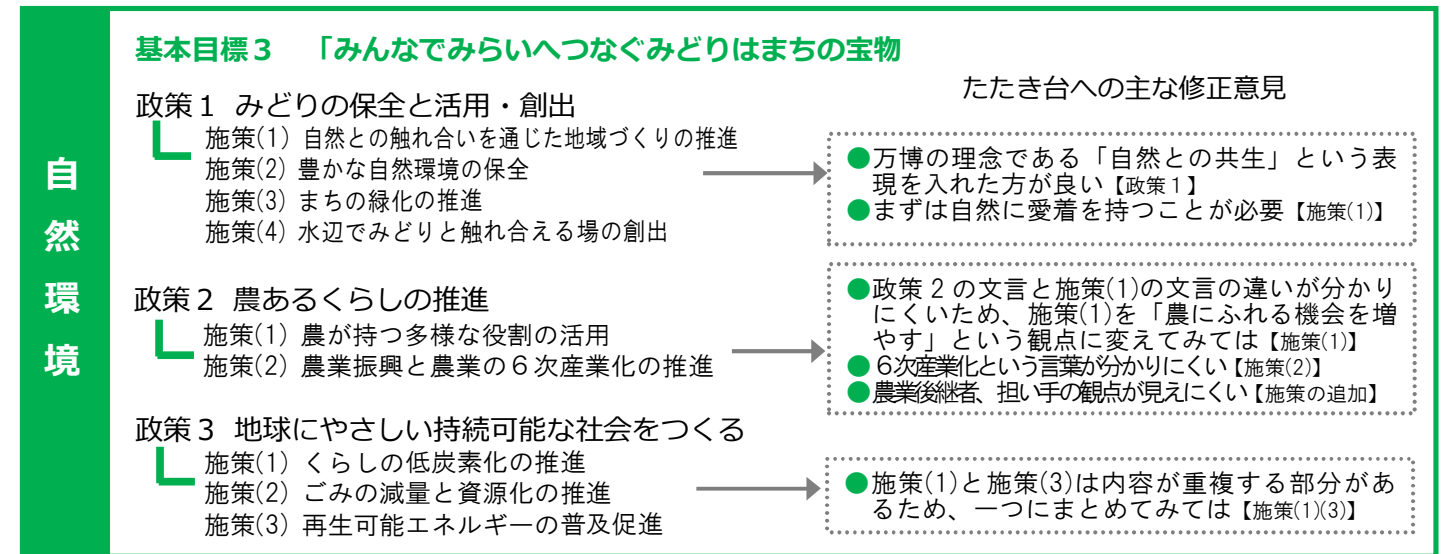 自然環境
基本目標３　「みんなでみらいへつなぐみどりはまちの宝物
たたき台への主な修正意見
政策１ みどりの保全と活用・創出
施策(1) 自然との触れ合いを通じた地域づくりの推進
施策(2) 豊かな自然環境の保全
施策(3) まちの緑化の推進
施策(4) 水辺でみどりと触れ合える場の創出
●万博の理念である「自然との共生」という表
現を入れた方が良い【政策１】
●まずは自然に愛着を持つことが必要【施策(1)】
政策２ 農あるくらしの推進
施策(1) 農が持つ多様な役割の活用
施策(2) 農業振興と農業の６次産業化の推進
●政策２の文言と施策(1)の文言の違いが分かり
にくいため、施策(1)を「農にふれる機会を増
やす」という観点に変えてみては【施策(1)】
●６次産業化という言葉が分かりにくい【施策(2)】
●農業後継者、担い手の観点が見えにくい【施策の追加】
政策３ 地球にやさしい持続可能な社会をつくる
施策(1) くらしの低炭素化の推進
施策(2) ごみの減量と資源化の推進
施策(3) 再生可能エネルギーの普及促進
●施策(1)と施策(3)は内容が重複する部分があ
るため、一つにまとめてみては【施策(1)(3)】